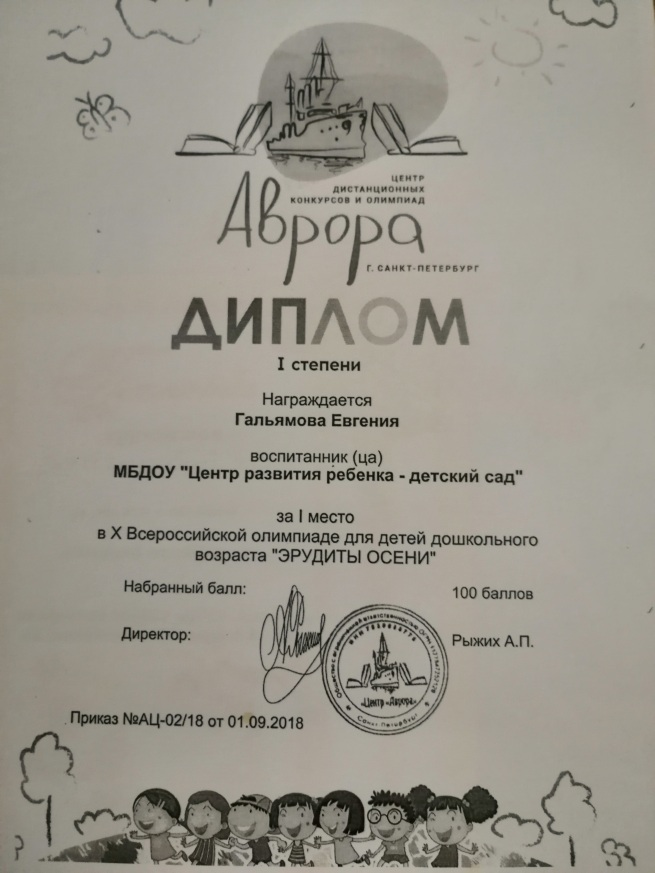 ЦЕНТР
ДИСТАНЦИОННЫХ
КОНКУРСОВ И ОЛИМПИАД
Аврора
Г. САНКТ-ПЕТЕРБУРГ
ДИПЛОМ
I степени
Награждается
Гальямова Евгения
воспитанник (ца)
МБДОУ "Центр развития ребенка - детский сад"
за I место
в X Всероссийской олимпиаде для детей дошкольного
возраста "ЭРУДИТЫ ОСЕНИ"
Набранный балл: 100 баллов
Директор: Рыжих А.П.
«Центр «Аврора»
Санкт-Петербург
Приказ №АЦ-02/18 от 01.09.2018